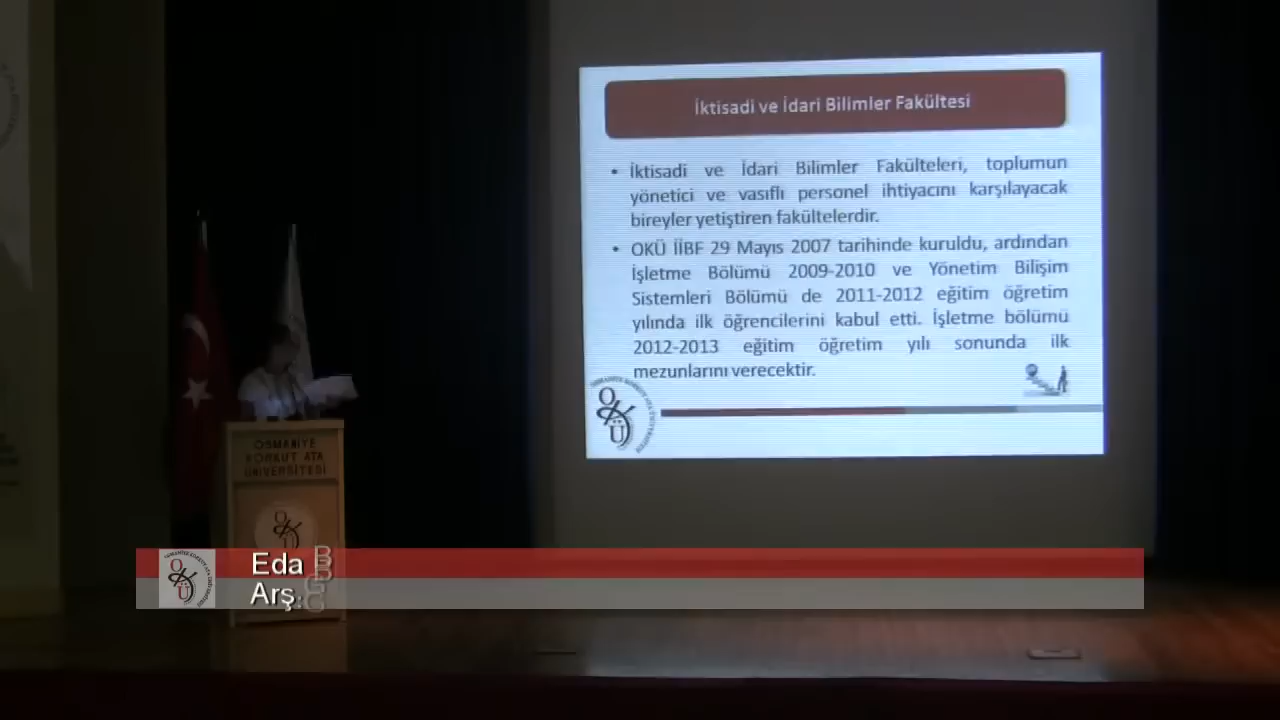 İktisadi ve İdari Bilimler Fakültesi
• İktisadi ve İdari Bilimler Fakülteleri, toplumun
yönetici ve vasıflı personel ihtiyacını karşılayacak
bireyler yetiştiren fakültelerdir.
• OKÜ İİBF 29 Mayıs 2007 tarihinde kuruldu, ardından
İşletme Bölümü 2009-2010 ve Yönetim Bilişim
Sistemleri Bölümü de 2011-2012 eğitim öğretim
yılında ilk öğrencilerini kabul etti. İşletme bölümü
2012-2013 eğitim öğretim yılı sonunda ilk
mezunlarını verecektir.
OKÜ
OSMANİYE
KORKUT ATA
ÜNİVERSİTESİ
OKÜ
OKÜ
Eda
Arş.